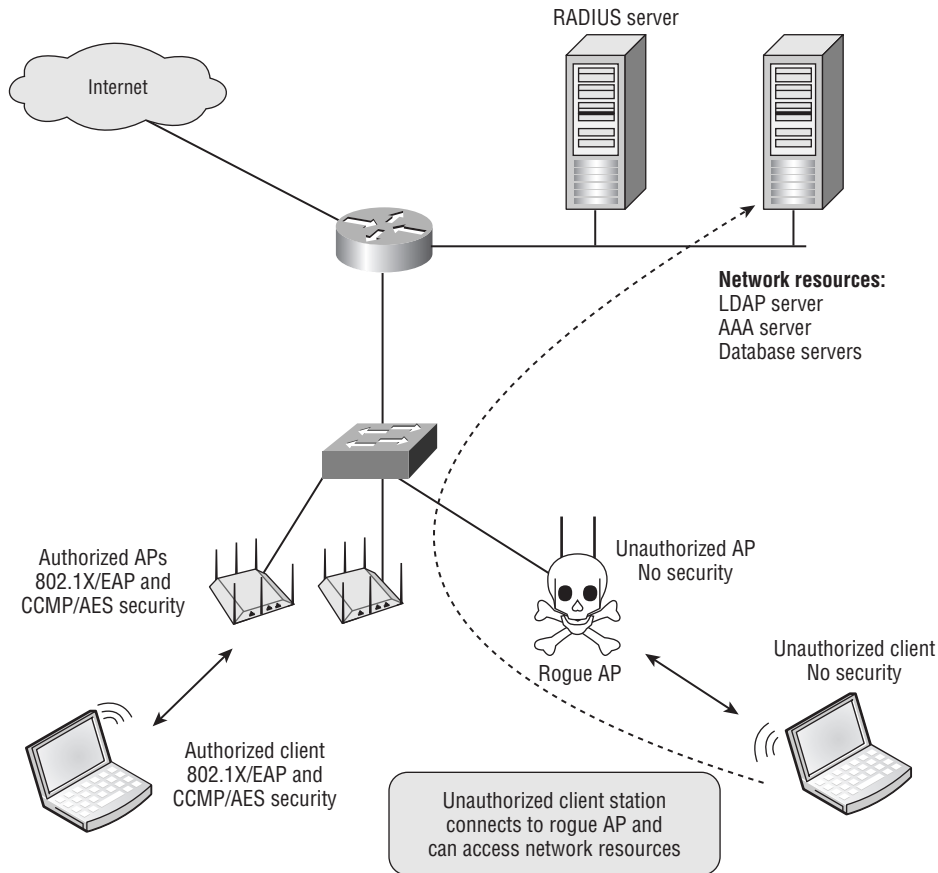 RADIUS server
Internet
Network resources:
LDAP server
AAA server
Database servers
Authorized APs
802.1X/EAP and
CCMP/AES security
Unauthorized AP
No security
Rogue AP
Unauthorized client
No security
Authorized client
802.1X/EAP and
CCMP/AES security
Unauthorized client station
connects to rogue AP and
can access network resources